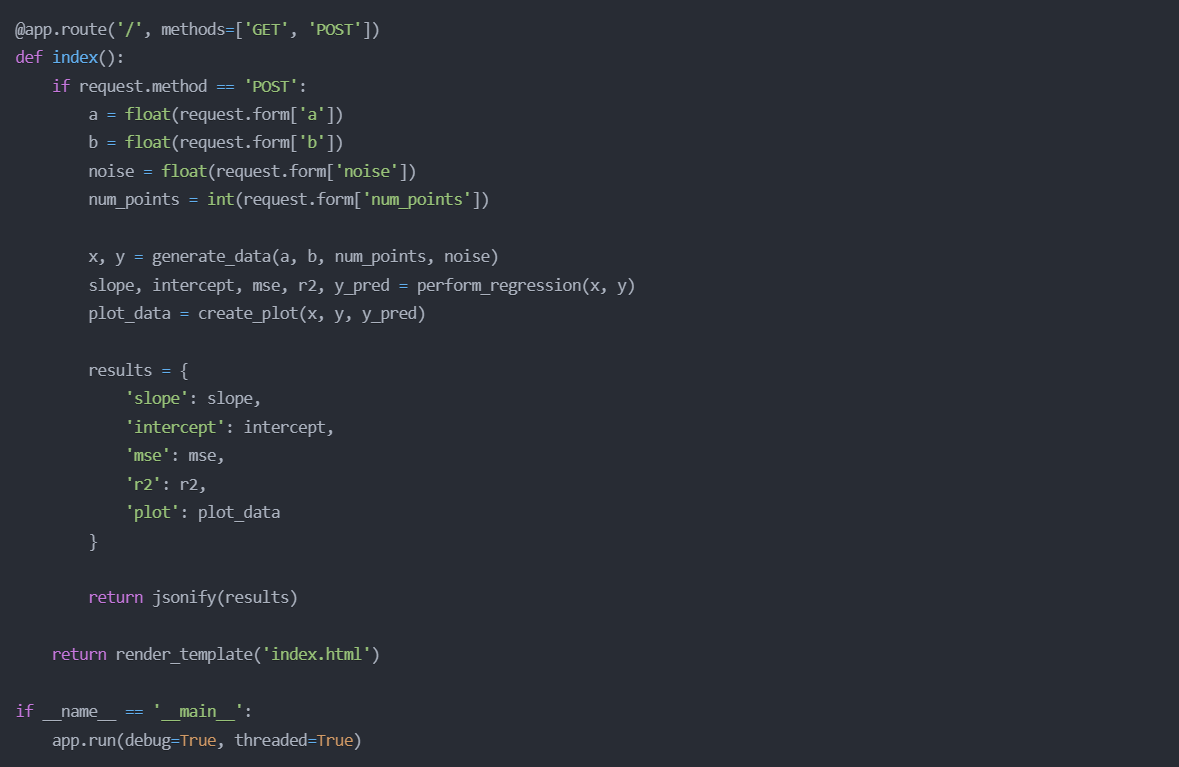 @app.route('/', methods=['GET', 'POST'])
def index():
    if request.method == 'POST':
        a = float(request.form['a'])
        b = float(request.form['b'])
        noise = float(request.form['noise'])
        num_points = int(request.form['num_points'])

        x, y = generate_data(a, b, num_points, noise)
        slope, intercept, mse, r2, y_pred = perform_regression(x, y)
        plot_data = create_plot(x, y, y_pred)

        results = {
            'slope': slope,
            'intercept': intercept,
            'mse': mse,
            'r2': r2,
            'plot': plot_data
        }

        return jsonify(results)

    return render_template('index.html')

if __name__ == '__main__':
    app.run(debug=True, threaded=True)